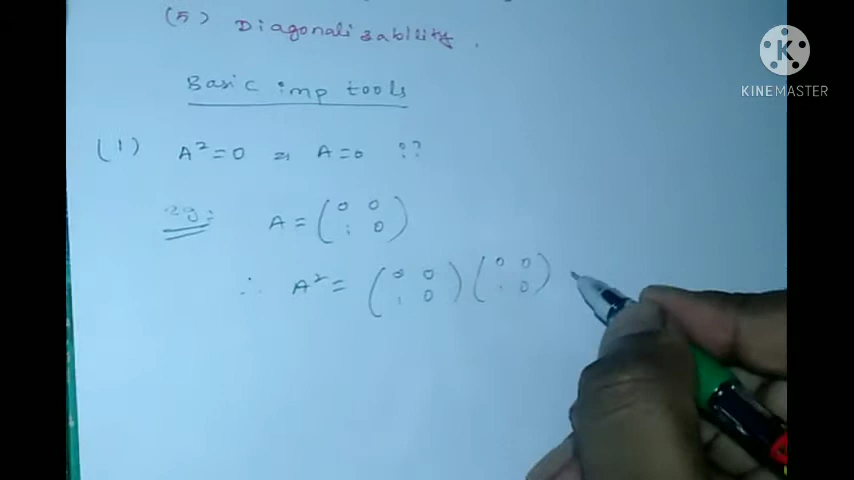 (5) Diagonalizability.
Basic imp tools
(1) A²=0 ⇒ A=0 ??
eg: A = (0 0
1 0)
∴ A² = (0 0
1 0) (0 0
1 0)
K
KINEMASTER